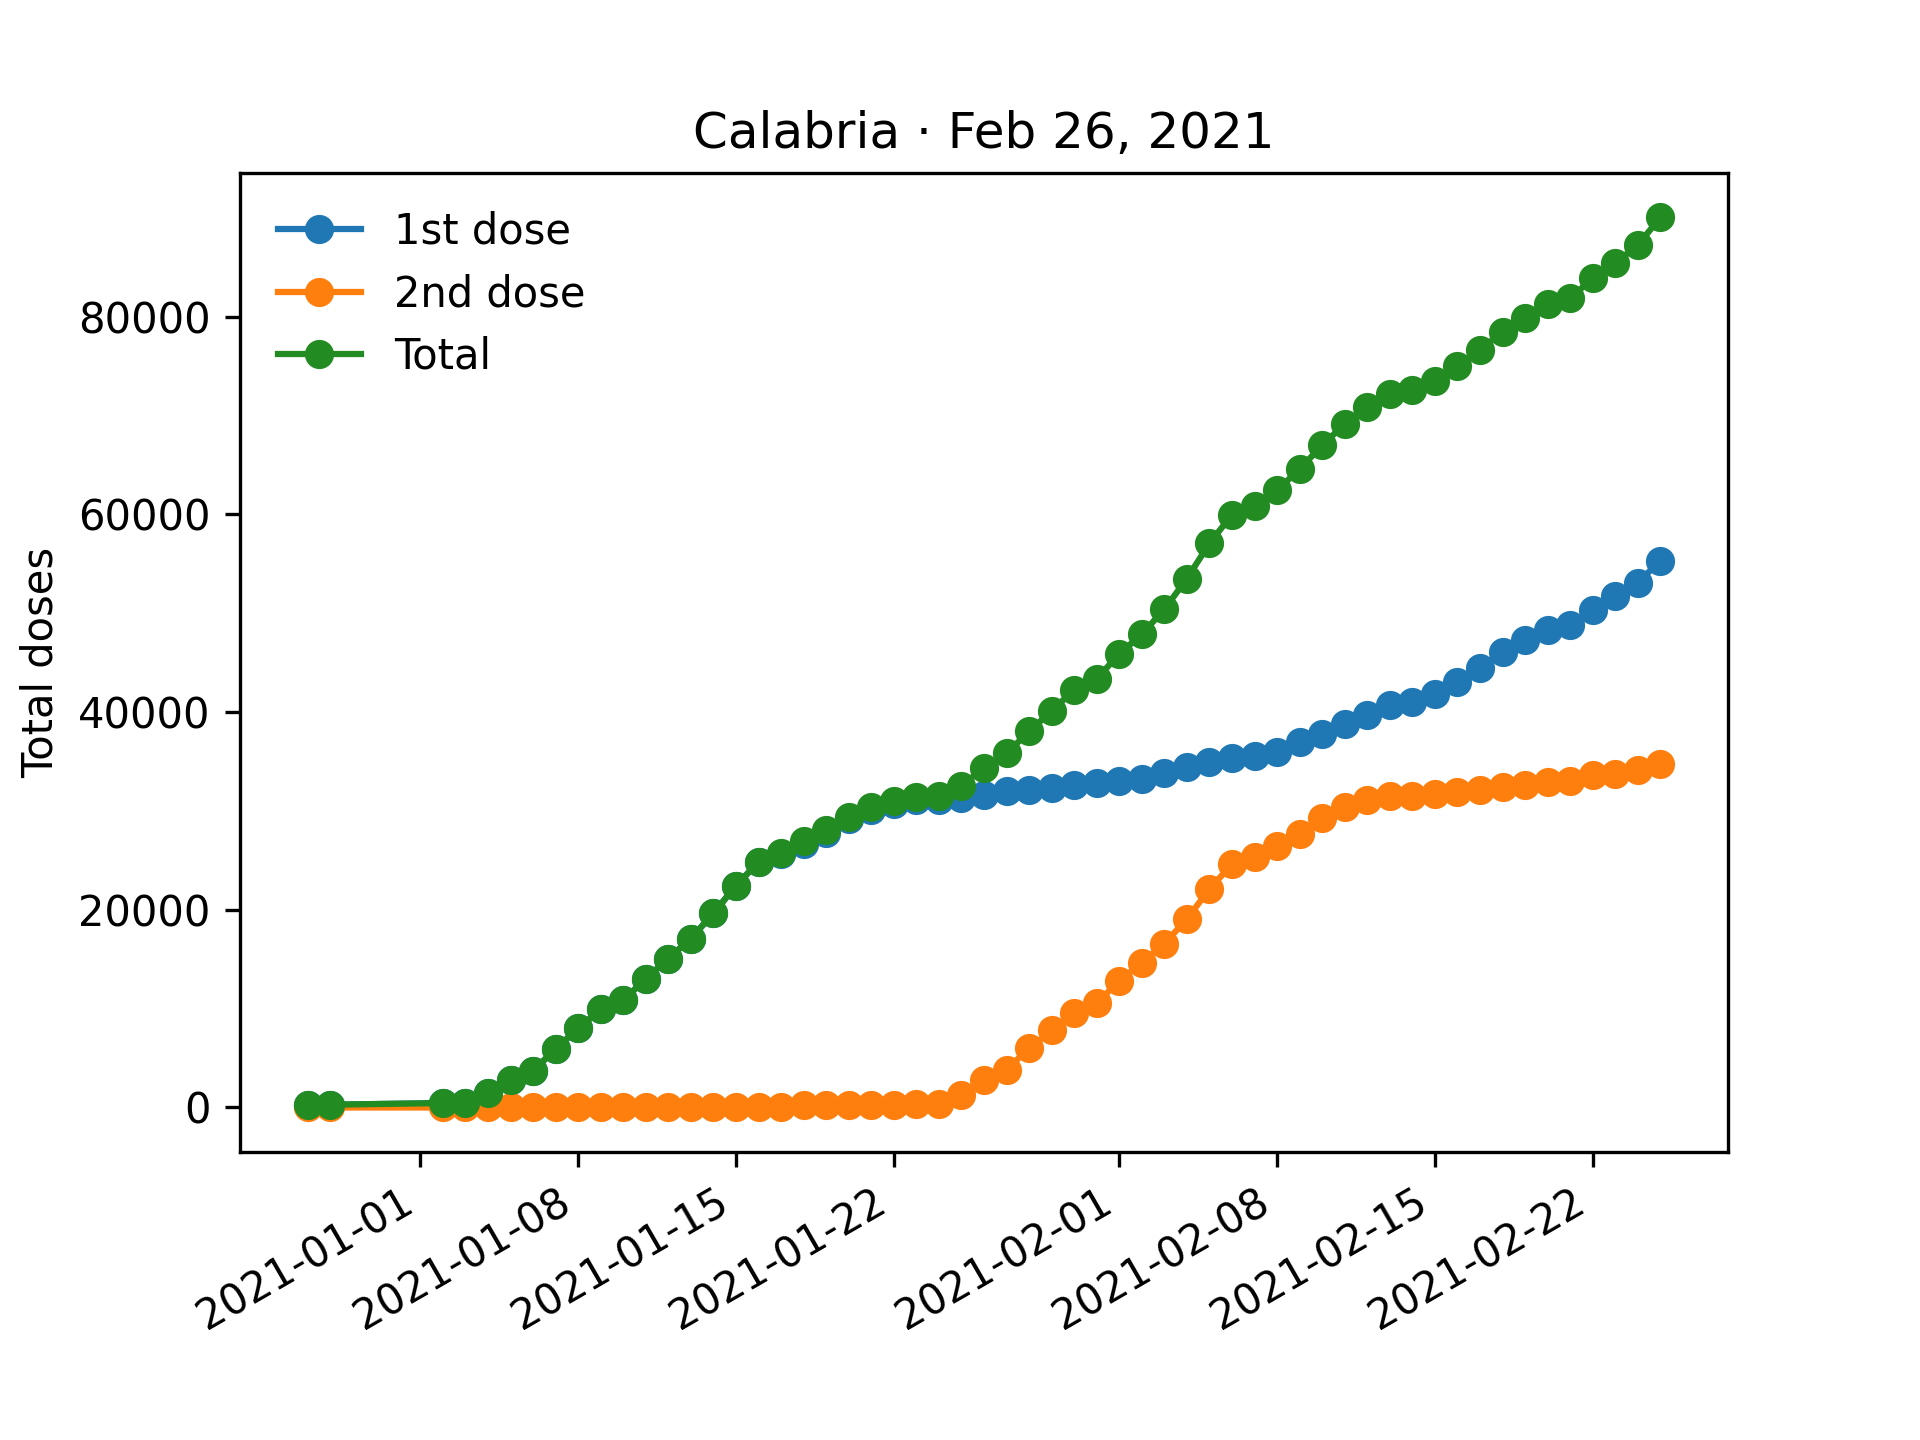 Calabria · Feb 26, 2021
1st dose
2nd dose
Total
Total doses
80000
60000
40000
20000
0
2021-01-01
2021-01-08
2021-01-15
2021-01-22
2021-02-01
2021-02-08
2021-02-15
2021-02-22